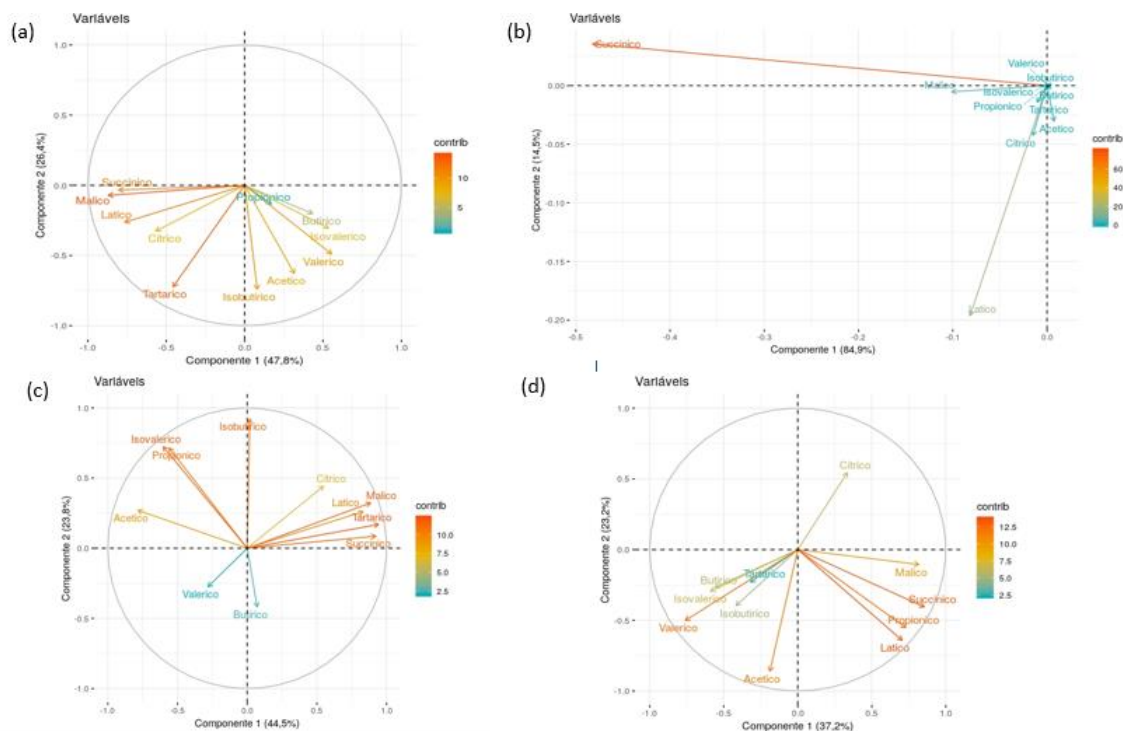 (a)
Variáveis
1.0
0.5
0.0
-0.5
-1.0
Componente 2 (26,4%)
Succinico
Malico
Latico
Cítrico
Tartarico
Propionico
Butirico
Isovalerico
Valerico
Acetico
Isobutirico
-1.0 -0.5 0.0 0.5 1.0
Componente 1 (47,8%)
contrib
10
5
(b)
Variáveis
0.00
-0.05
-0.10
-0.15
-0.20
Componente 2 (14,5%)
Succinico
Valerico
Isobutirico
Malico
Isovalerico
Butirico
Propionico
Tartarico
Acetico
Cítrico
Latico
-0.5 -0.4 -0.3 -0.2 -0.1 0.0
Componente 1 (84,9%)
contrib
60
40
20
0
(c)
Variáveis
1.0
0.5
0.0
-0.5
-1.0
Componente 2 (23,8%)
Isobutirico
Isovalerico
Propionico
Cítrico
Malico
Latico
Acetico
Tartarico
Succinico
Valerico
Butirico
-1.0 -0.5 0.0 0.5 1.0
Componente 1 (44,5%)
contrib
10.0
7.5
5.0
2.5
(d)
Variáveis
1.0
0.5
0.0
-0.5
-1.0
Componente 2 (23,2%)
Cítrico
Tartarico
Butirico
Malico
Isovalerico
Succinico
Isobutirico
Propionico
Valerico
Latico
Acetico
-1.0 -0.5 0.0 0.5 1.0
Componente 1 (37,2%)
contrib
12.5
10.0
7.5
5.0
2.5